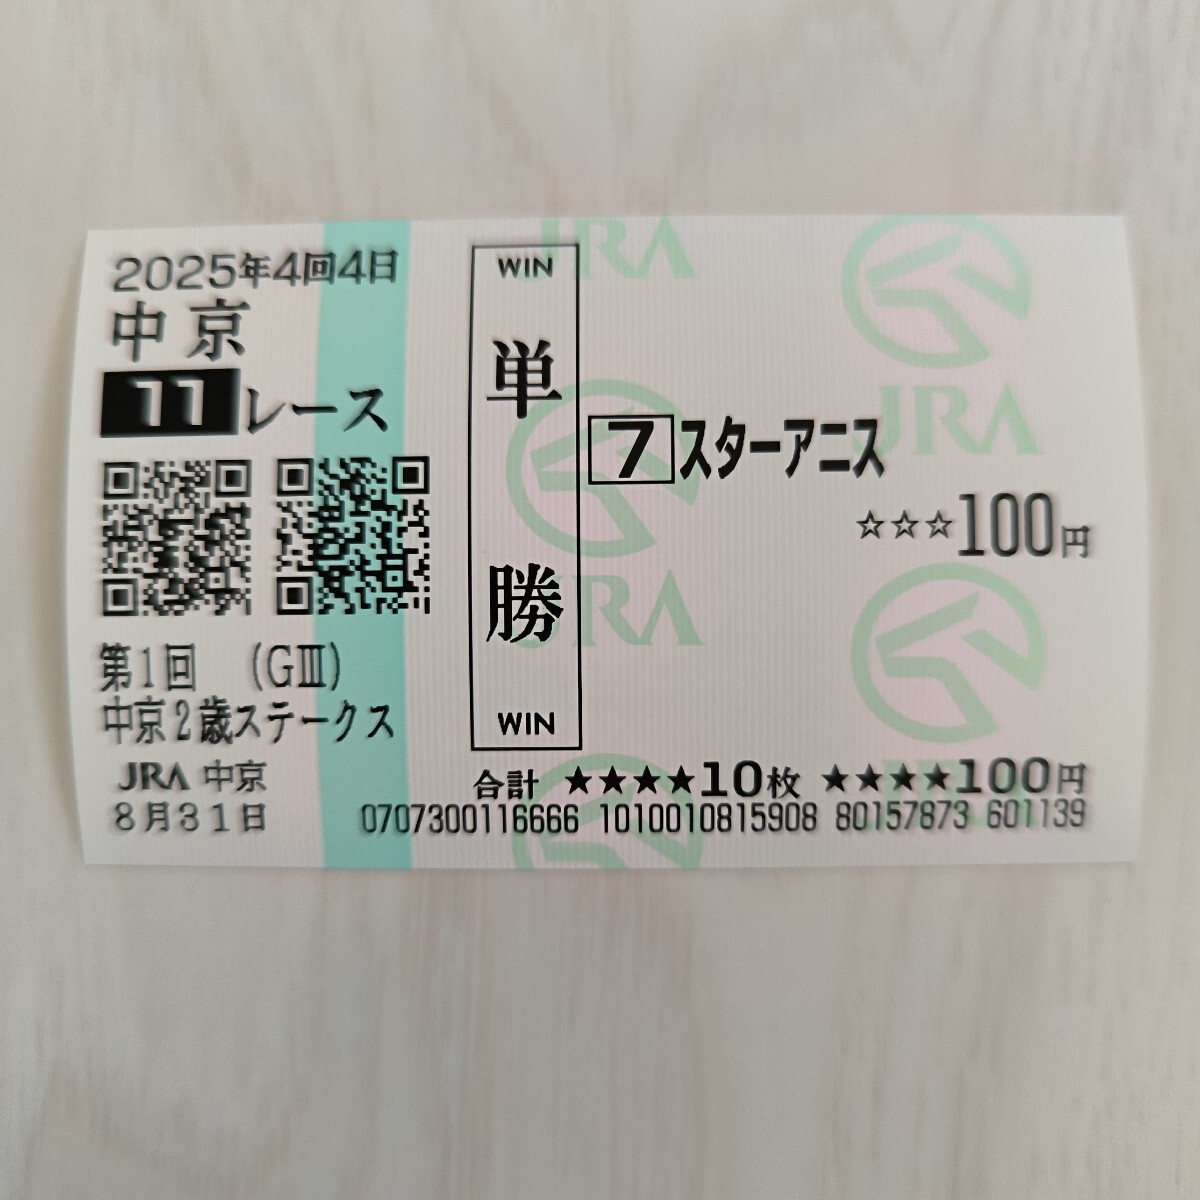 2025年4回4日
中京
11レース
第1回 (GⅢ)
中京2歳ステークス
JRA 中京
8月31日
WIN
単勝
WIN
7スターアニス
☆☆☆100円
合計 ★★★★10枚 ★★★★100円
0707300116666 1010010815908 80157873 601139
JRA
JRA
JRA